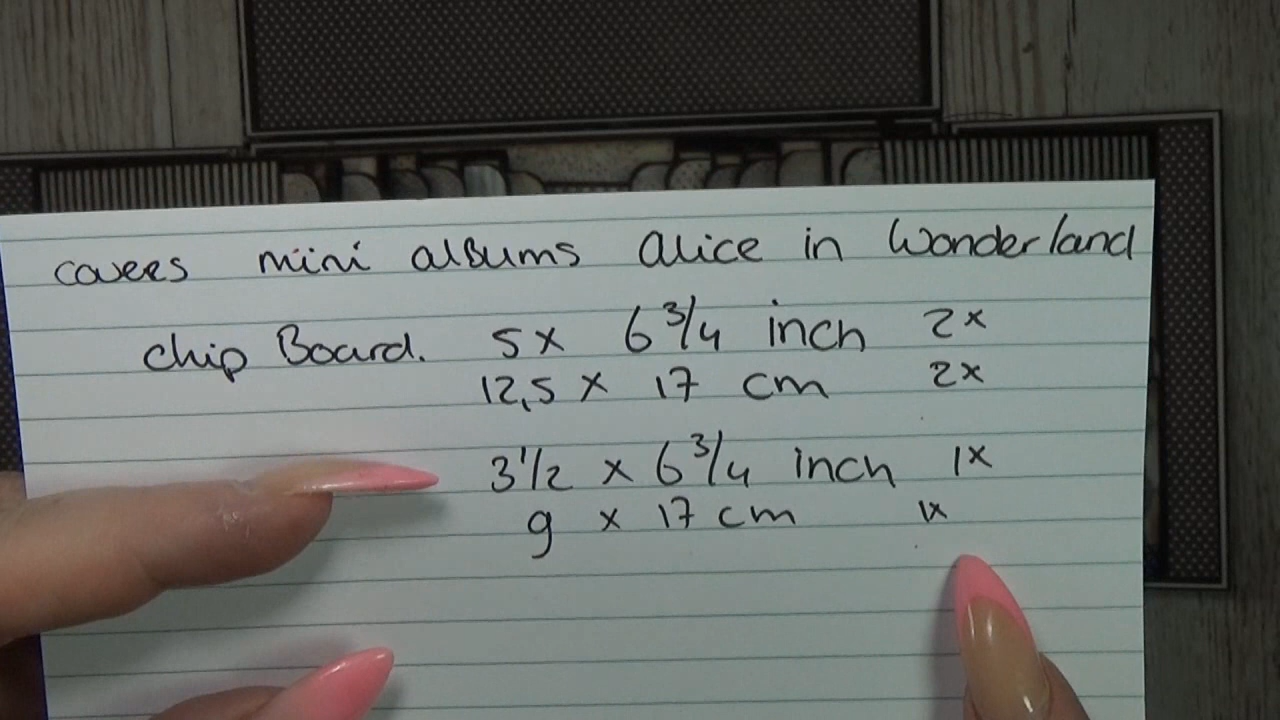 covers mini albums alice in Wonderland
chip Board. 5 x 6 3/4 inch 2x
12,5 x 17 cm 2x
3 1/2 x 6 3/4 inch 1x
9 x 17 cm 1x